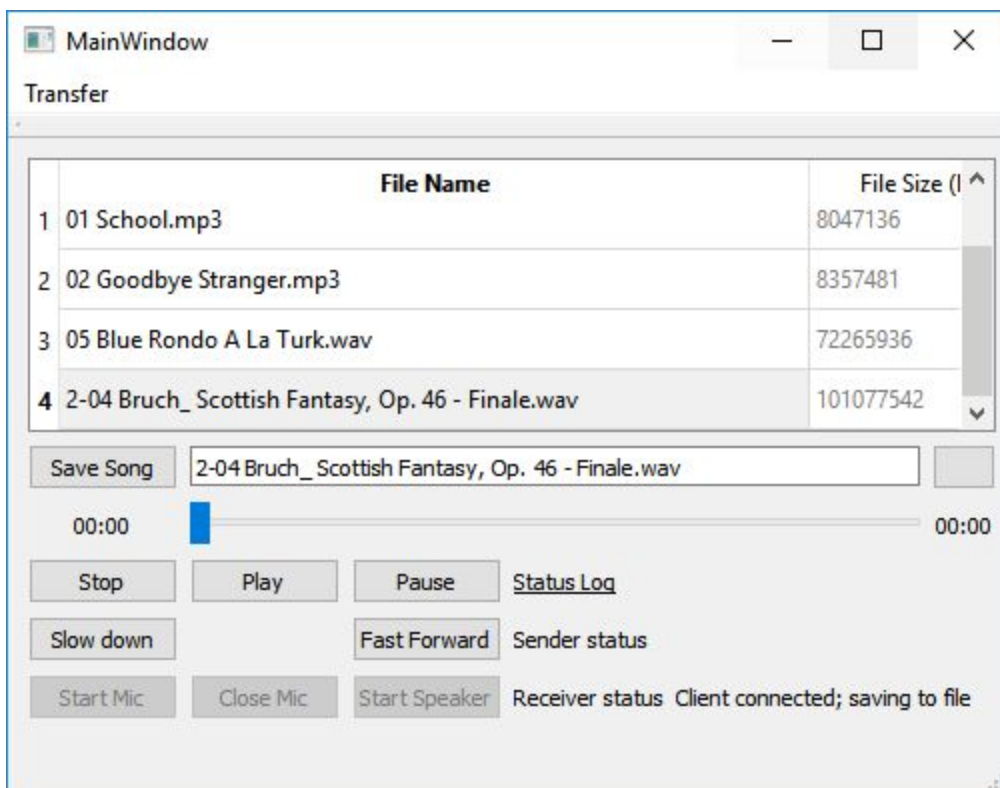 MainWindow
Transfer
File Name File Size (
1 01 School.mp3 8047136
2 02 Goodbye Stranger.mp3 8357481
3 05 Blue Rondo A La Turk.wav 72265936
4 2-04 Bruch_ Scottish Fantasy, Op. 46 - Finale.wav 101077542
Save Song 2-04 Bruch_ Scottish Fantasy, Op. 46 - Finale.wav
00:00 00:00
Stop Play Pause Status Log
Slow down Fast Forward Sender status
Start Mic Close Mic Start Speaker Receiver status Client connected; saving to file